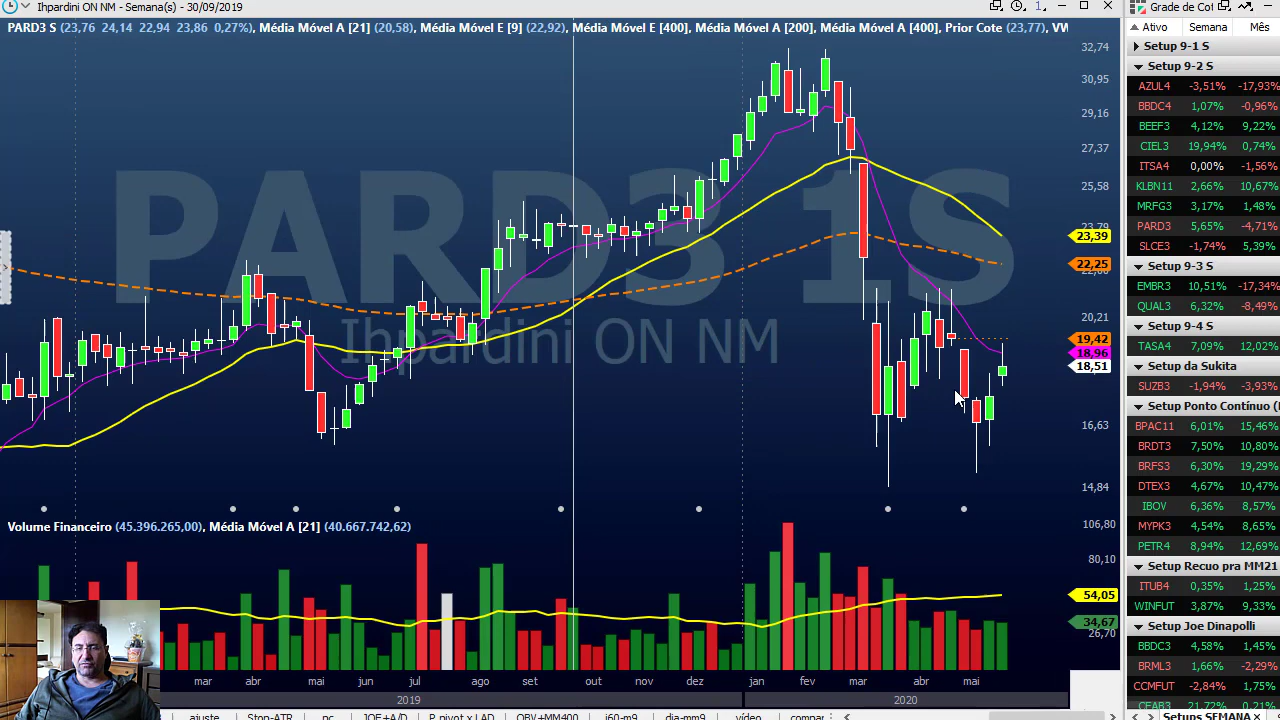 Ihpardini ON NM - Semana(s) - 30/09/2019
1
Grade de Cot
PARD3 S (23,76 24,14 22,94 23,86 0,27%), Média Móvel A [21] (20,58), Média Móvel E [9] (22,92), Média Móvel E [400], Média Móvel A [200], Média Móvel A [400], Prior Cote (23,77), VW
Ativo Semana Mês
PARD3 1S
Ihpardini ON NM
32,74
30,95
29,16
27,37
25,58
23,79
23,39
22,25
22,00
20,21
19,42
18,96
18,51
16,63
14,84
Setup 9-1 S
Setup 9-2 S
AZUL4 -3,51% -17,93%
BBDC4 1,07% -0,96%
BEEF3 4,12% 9,22%
CIEL3 19,94% 0,74%
ITSA4 0,00% -1,56%
KLBN11 2,66% 10,67%
MRFG3 3,17% 1,48%
PARD3 5,65% -4,71%
SLCE3 -1,74% 5,39%
Setup 9-3 S
EMBR3 10,51% -17,34%
QUAL3 6,32% -8,49%
Setup 9-4 S
TASA4 7,09% 12,02%
Setup da Sukita
SUZB3 -1,94% -3,93%
Setup Ponto Contínuo (
BPAC11 6,01% 15,46%
BRDT3 7,50% 10,80%
BRFS3 6,30% 19,29%
DTEX3 4,67% 10,47%
IBOV 6,36% 8,57%
MYPK3 4,54% 8,65%
PETR4 8,94% 12,69%
Setup Recuo pra MM21
ITUB4 0,35% 1,25%
WINFUT 3,87% 9,33%
Setup Joe Dinapolli
BBDC3 4,58% 1,45%
BRML3 1,66% -2,29%
CCMFUT -2,84% 1,75%
CEAB3 21,72% 0,21%
Setups SEMANA
Volume Financeiro (45.396.265,00), Média Móvel A [21] (40.667.742,62)
106,80
80,10
54,05
34,67
26,70
mar abr mai jun jul ago set out nov dez jan fev mar abr mai
2019 2020
ajuste Stop-ATR pc JOE+A/D P.pivot x LAD OBV+MM400 i60-m9 dia-mm9 vídeo compar